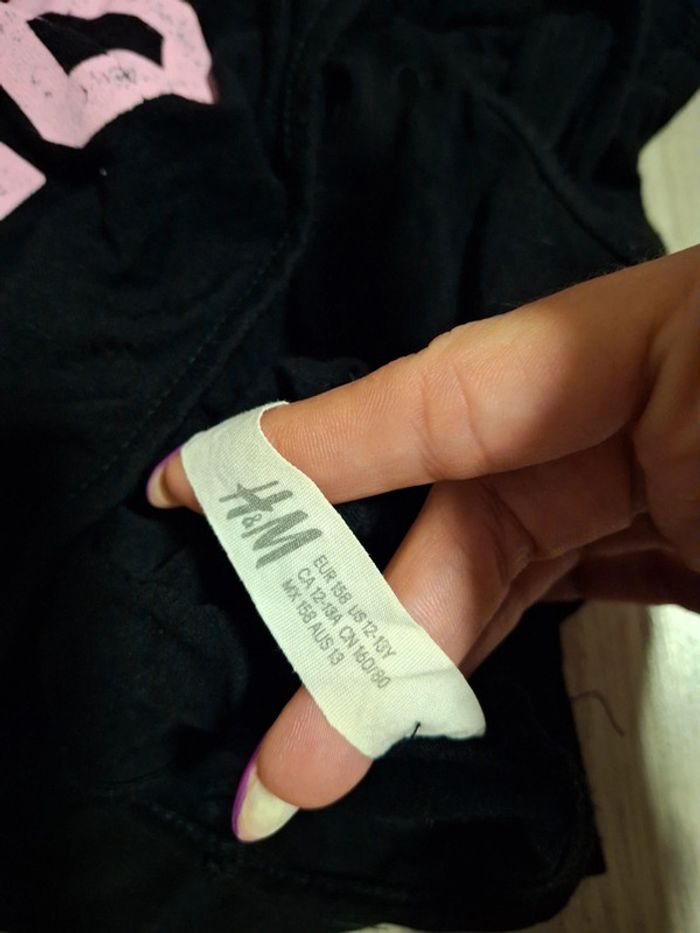 H&M
EUR 158 US 12-13Y
CA 12-13A CN 160/80
MX 158 AUS 13